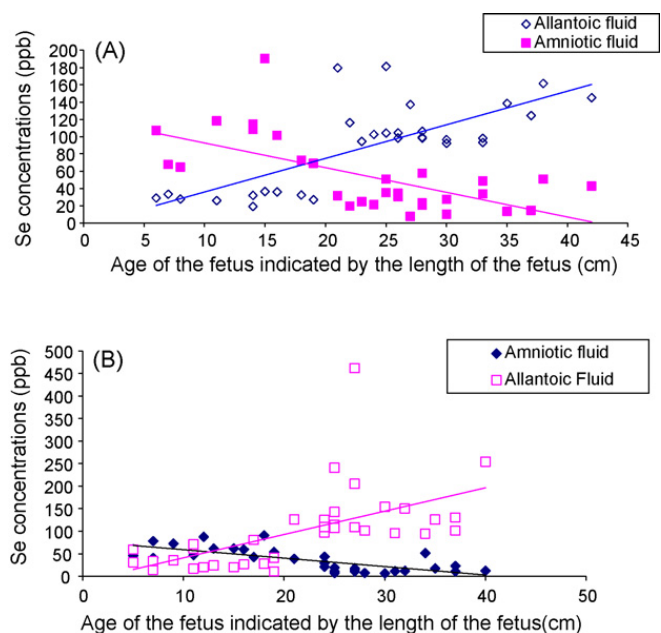 Allantoic fluid
Amniotic fluid
(A)
Se concentrations (ppb)
200
180
160
140
120
100
80
60
40
20
0
0 5 10 15 20 25 30 35 40 45
Age of the fetus indicated by the length of the fetus (cm)
Amniotic fluid
Allantoic Fluid
(B)
Se concentrations (ppb)
500
450
400
350
300
250
200
150
100
50
0
0 10 20 30 40 50
Age of the fetus indicated by the length of the fetus(cm)